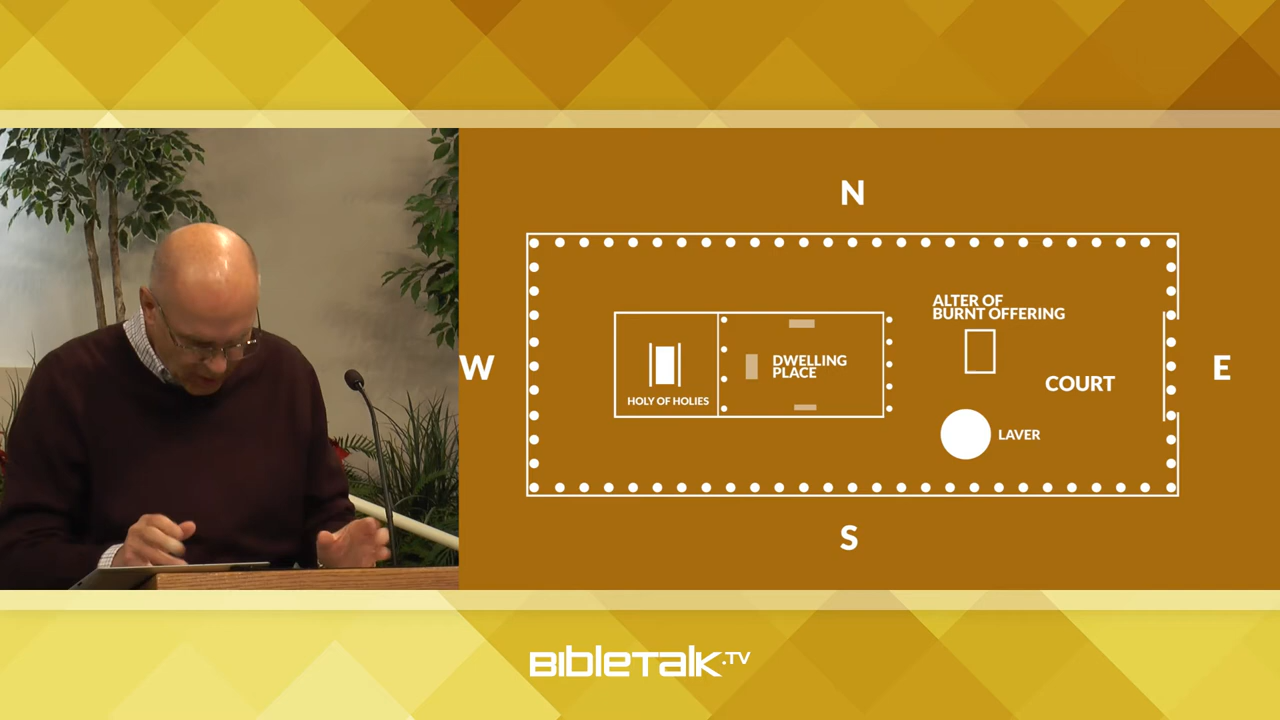 N
ALTER OF
BURNT OFFERING
W
DWELLING
PLACE
E
COURT
HOLY OF HOLIES
LAVER
S
BIBLETALK.TV